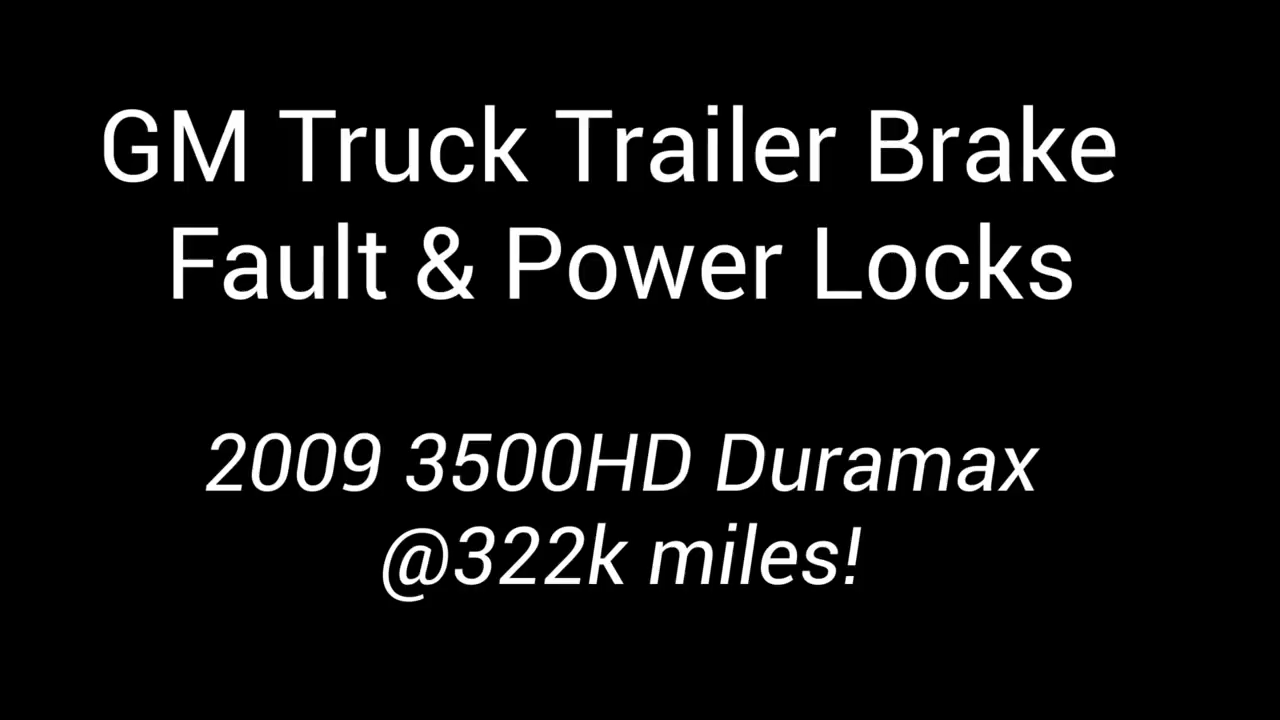 GM Truck Trailer Brake
Fault & Power Locks
2009 3500HD Duramax
@322k miles!